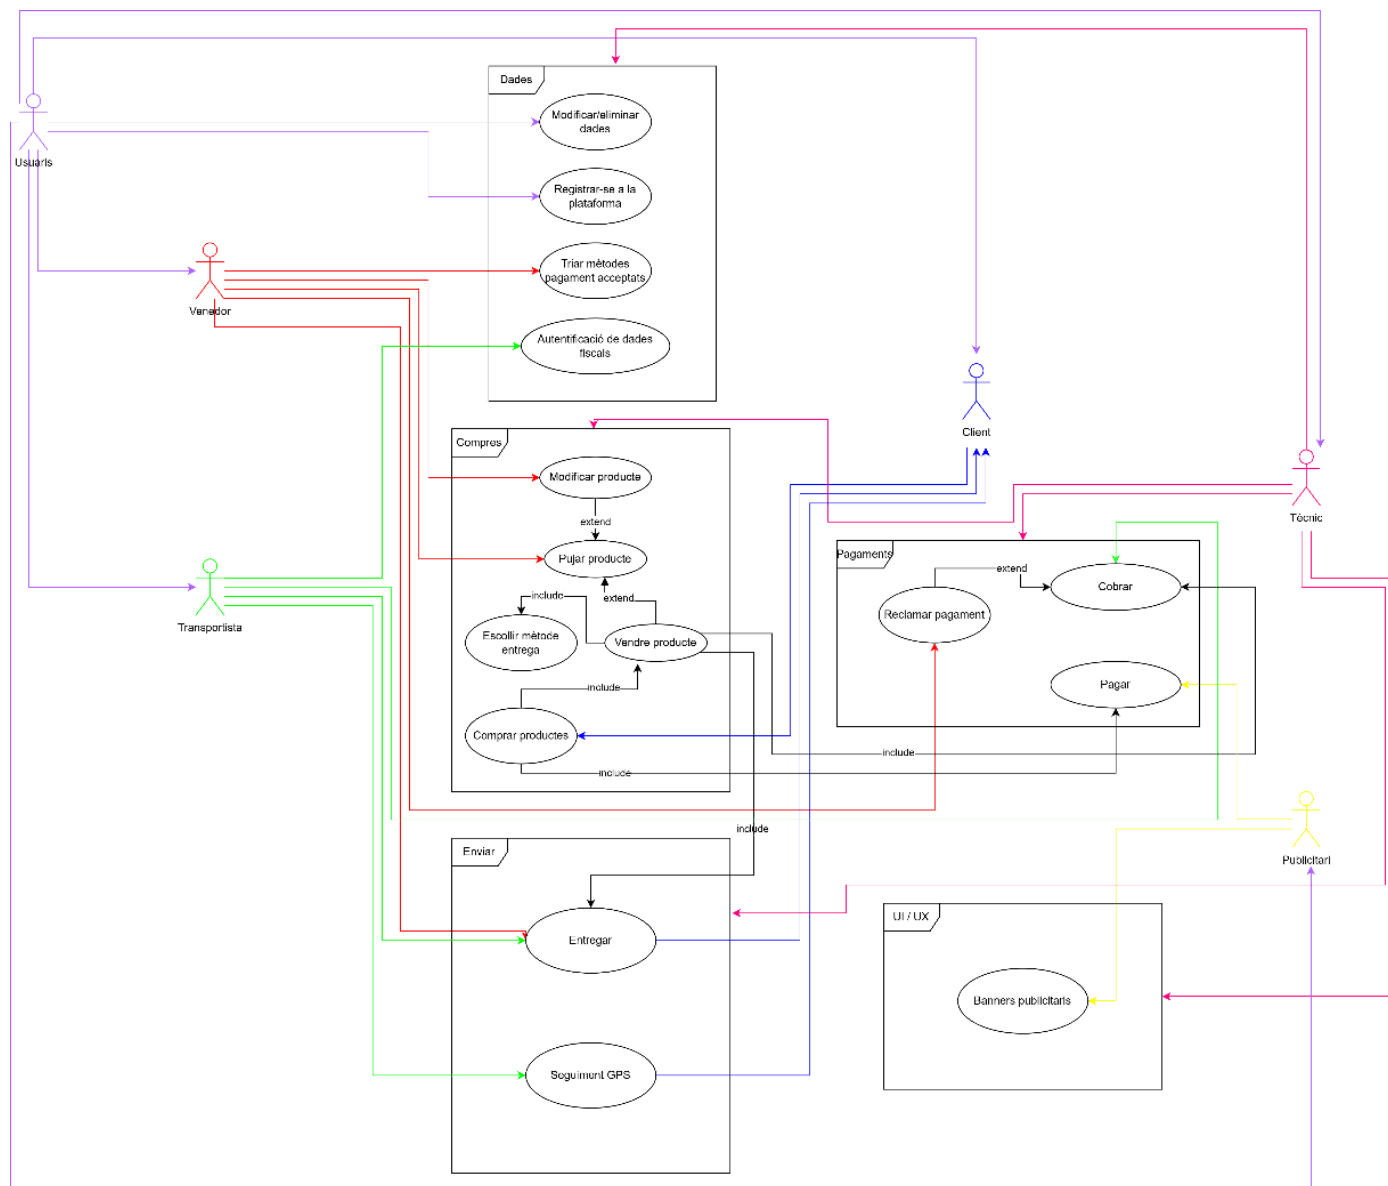 Dades
Modificar/eliminar
dades
Usuaris
Registrar-se a la
plataforma
Triar mètodes
pagament acceptats
Venedor
Autentificació de dades
fiscals
Client
Compres
Modificar producte
Tècnic
extend
Pujar producte
Pagaments
extend
Cobrar
include
extend
Reclamar pagament
Transportista
Escollir mètode
entrega
Vendre producte
include
Pagar
Comprar productes
include
include
include
Enviar
Publicitari
UI / UX
Entregar
Banners publicitaris
Seguiment GPS